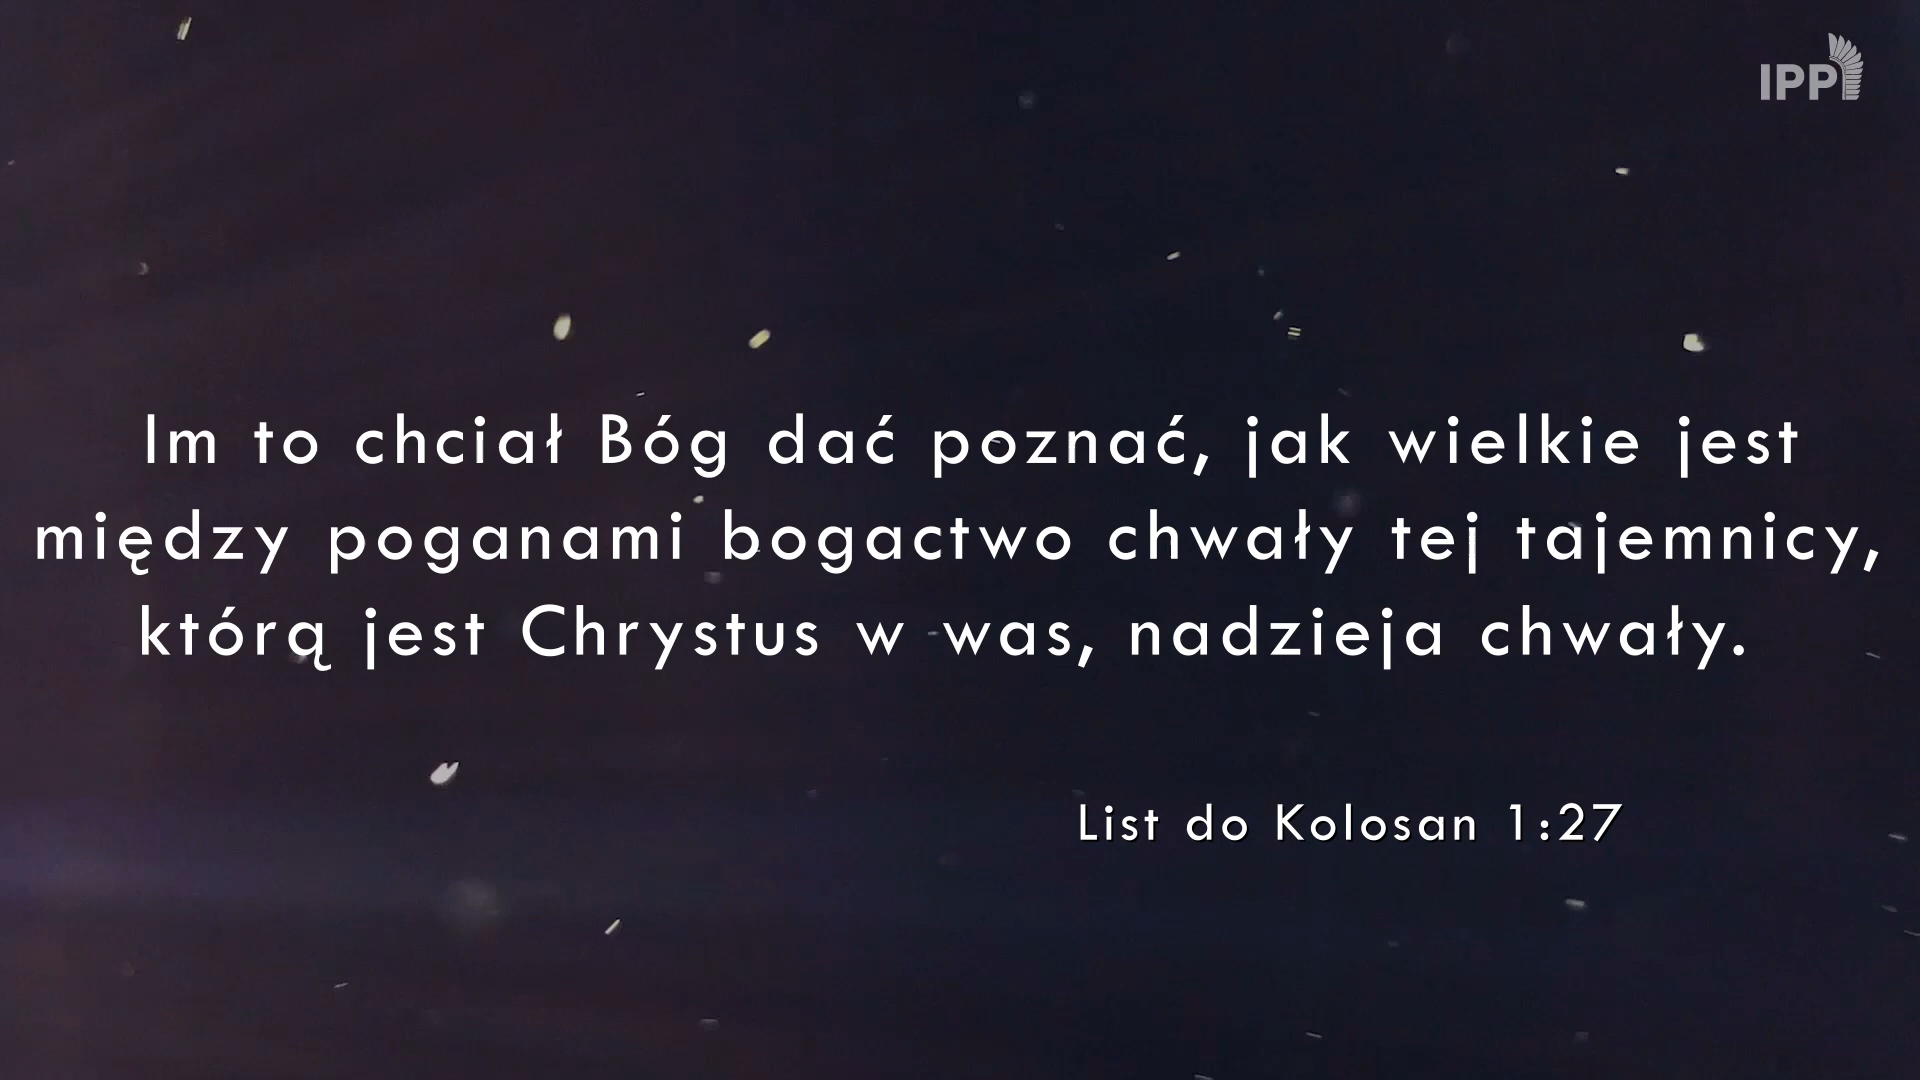 IPP
Im to chciał Bóg dać poznać, jak wielkie jest
między poganami bogactwo chwały tej tajemnicy,
którą jest Chrystus w was, nadzieja chwały.
List do Kolosan 1:27